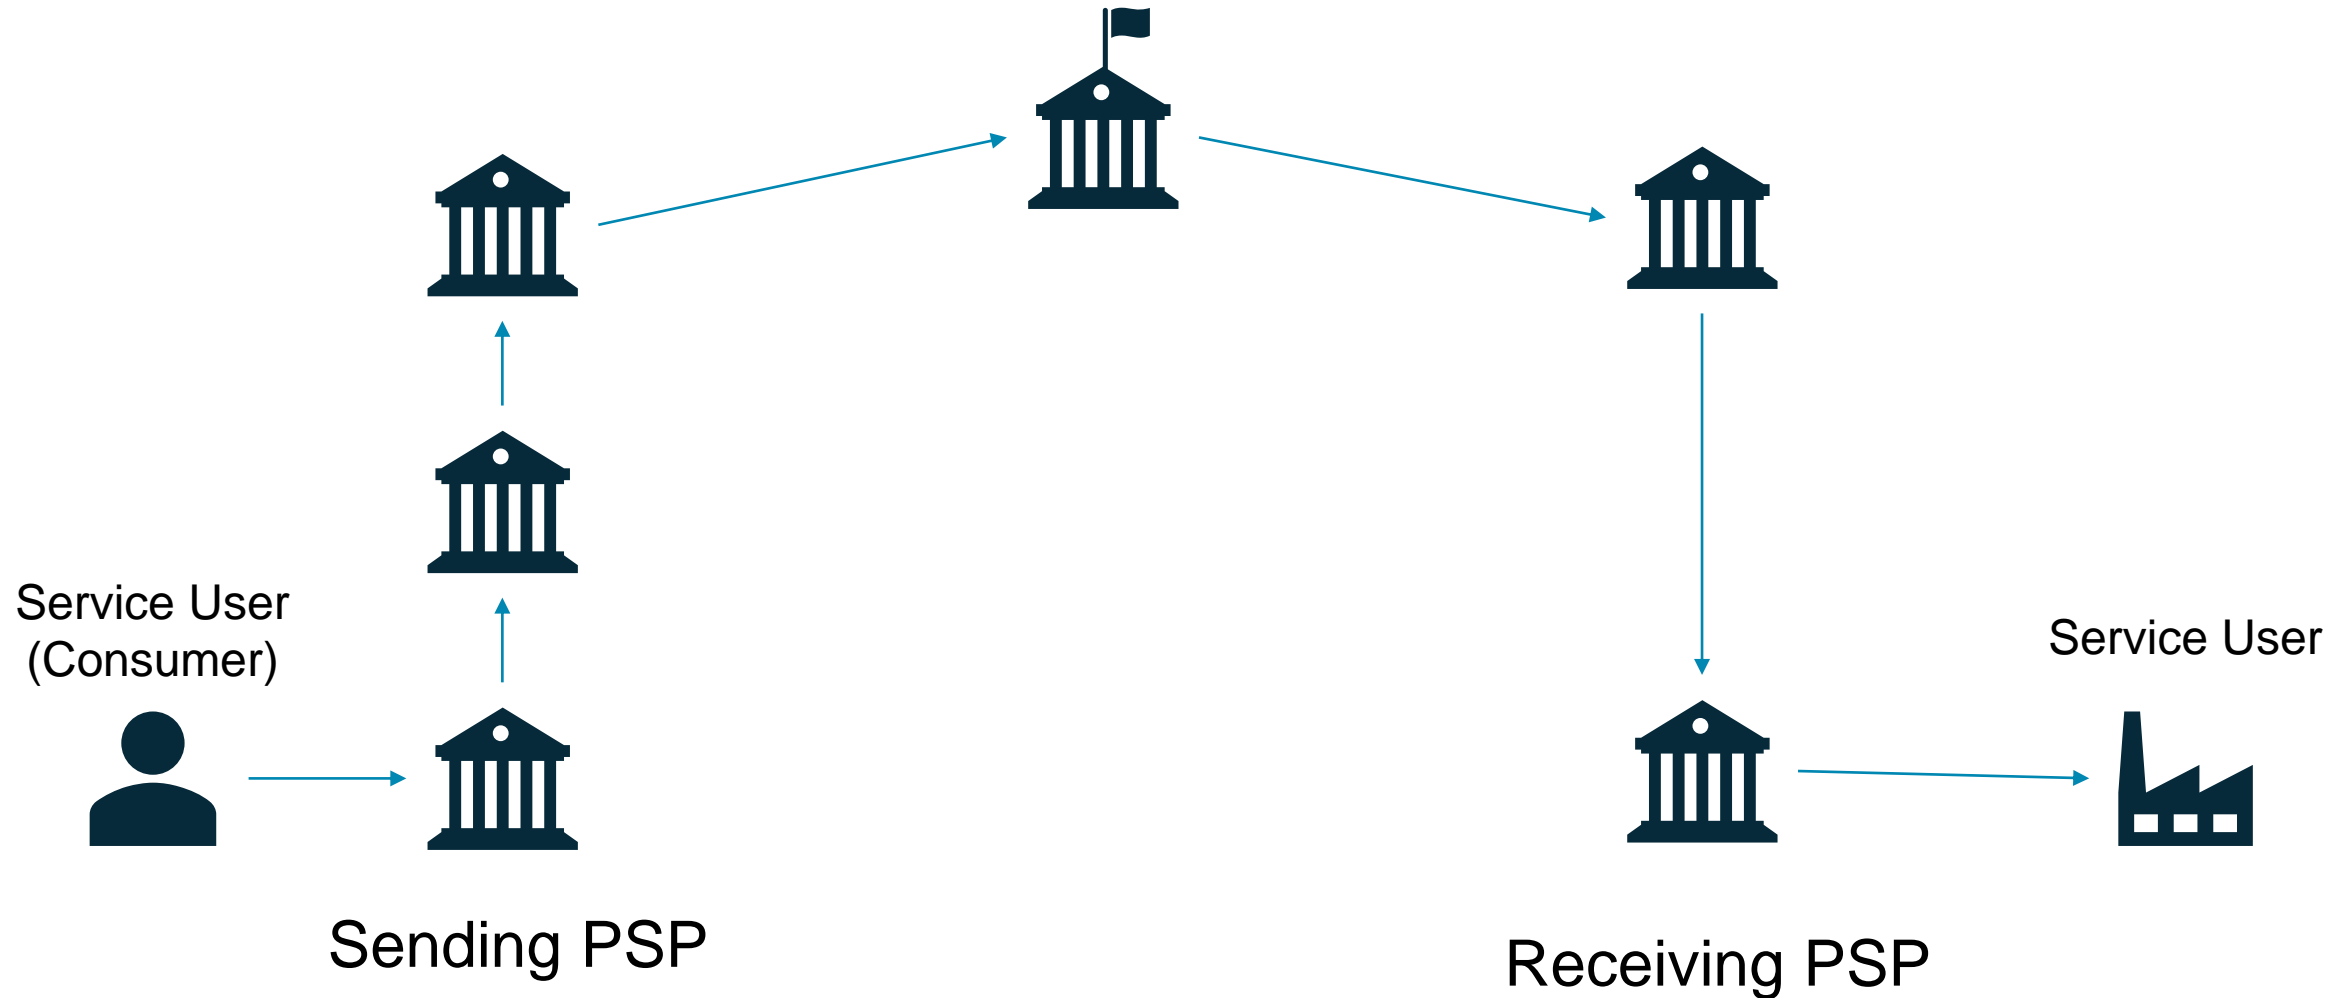 Service User
(Consumer)
Service User
Sending PSP
Receiving PSP